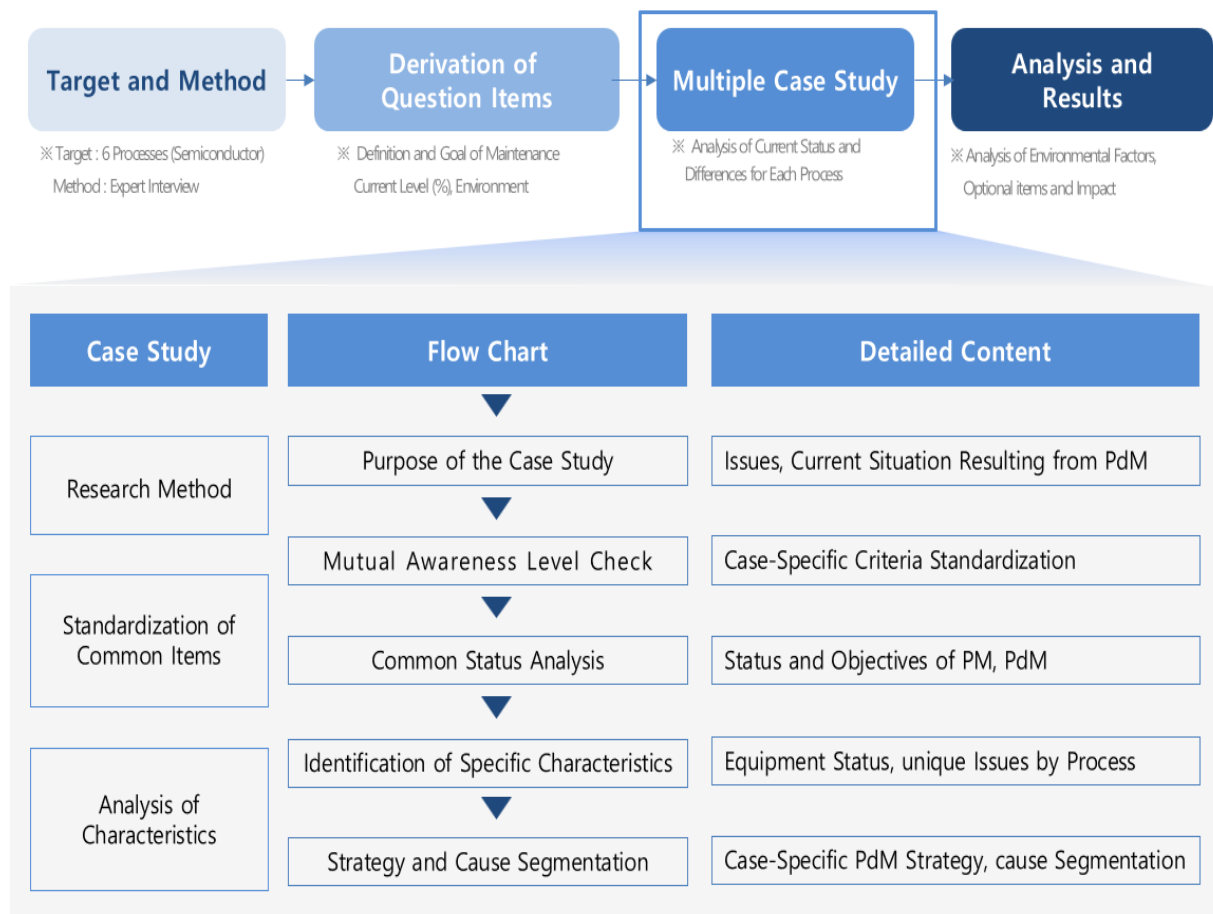 Target and Method
Derivation of
Question Items
Multiple Case Study
Analysis and
Results
※ Target : 6 Processes (Semiconductor)
Method : Expert Interview
※ Definition and Goal of Maintenance
Current Level (%), Environment
※ Analysis of Current Status and
Differences for Each Process
※ Analysis of Environmental Factors,
Optional items and Impact
Case Study
Flow Chart
Detailed Content
Research Method
Purpose of the Case Study
Issues, Current Situation Resulting from PdM
Mutual Awareness Level Check
Case-Specific Criteria Standardization
Standardization of
Common Items
Common Status Analysis
Status and Objectives of PM, PdM
Identification of Specific Characteristics
Equipment Status, unique Issues by Process
Analysis of
Characteristics
Strategy and Cause Segmentation
Case-Specific PdM Strategy, cause Segmentation